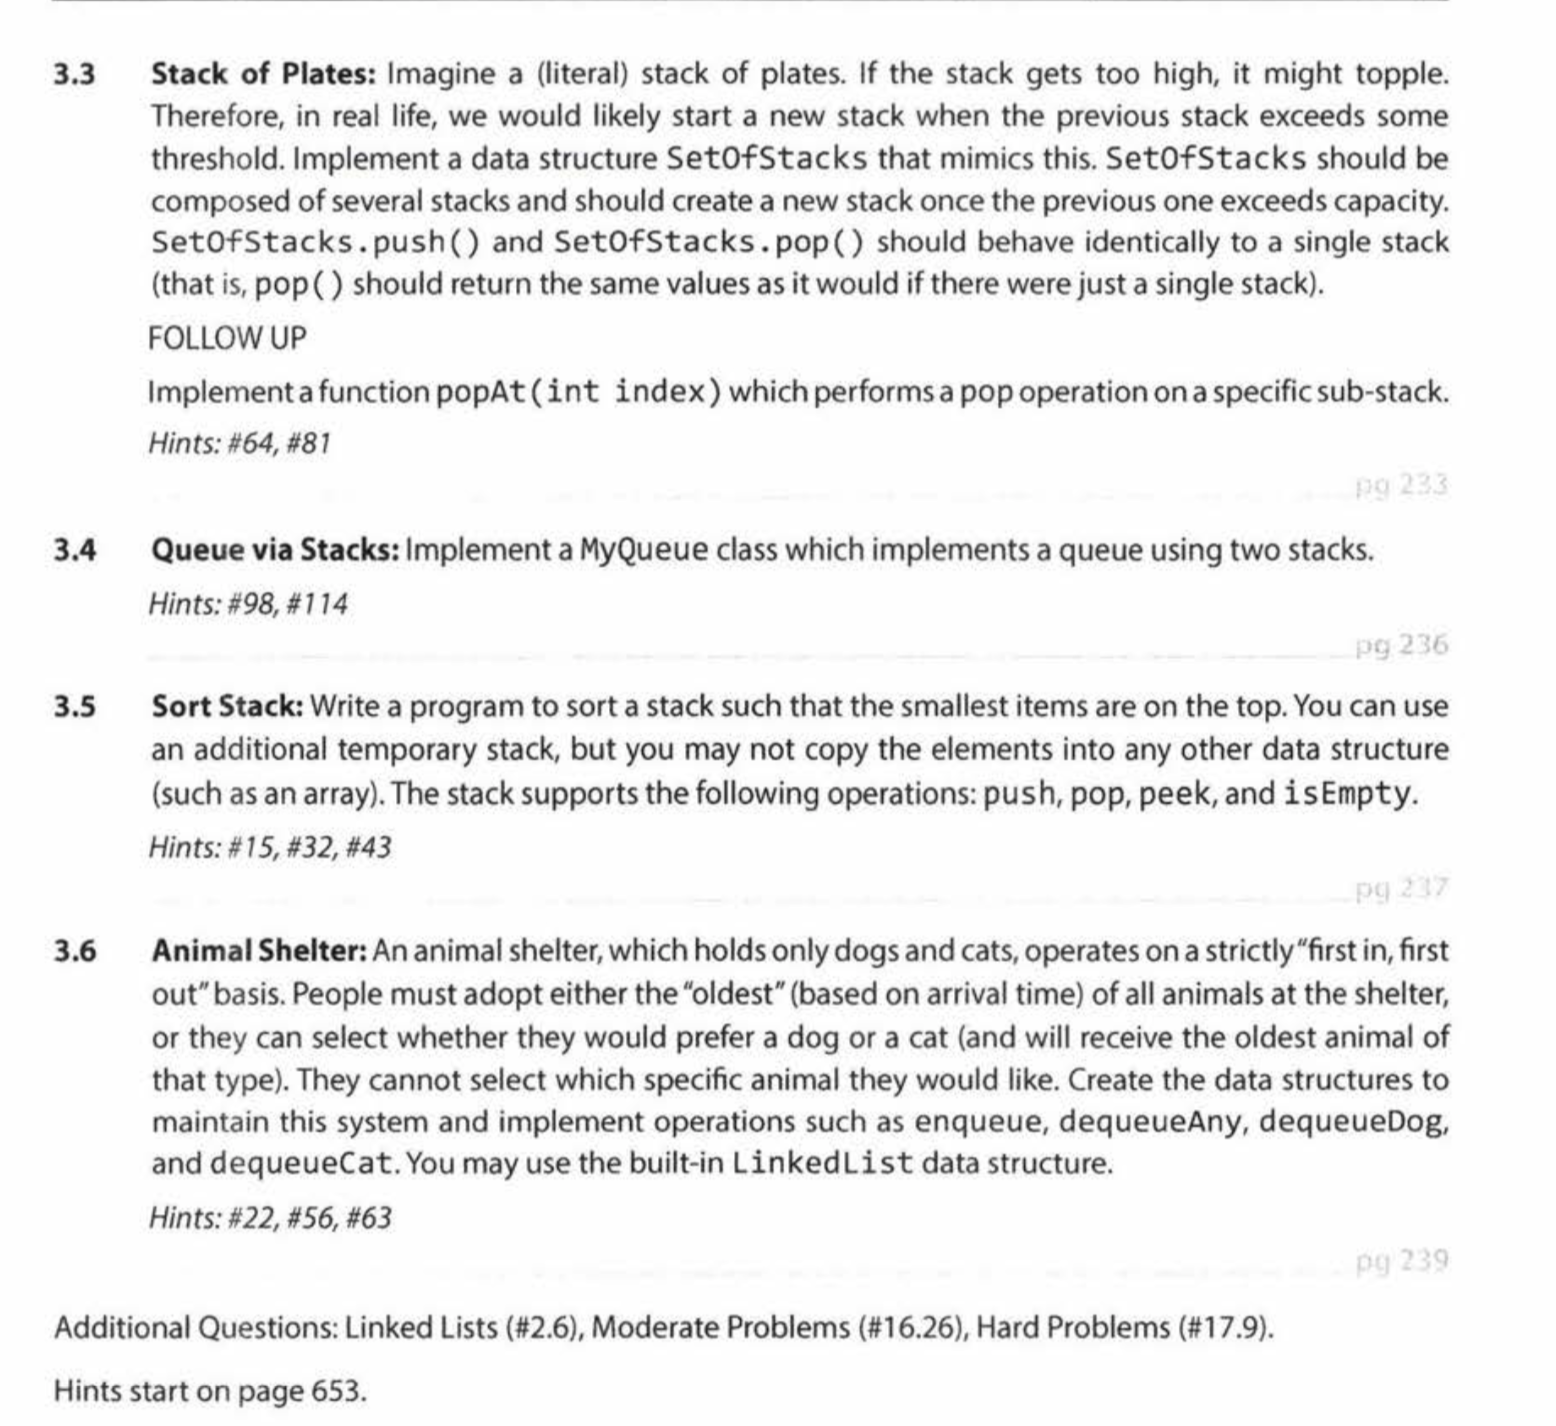 3.3 Stack of Plates: Imagine a (literal) stack of plates. If the stack gets too high, it might topple.
Therefore, in real life, we would likely start a new stack when the previous stack exceeds some
threshold. Implement a data structure SetOfStacks that mimics this. SetOfStacks should be
composed of several stacks and should create a new stack once the previous one exceeds capacity.
SetOfStacks.push() and SetOfStacks.pop() should behave identically to a single stack
(that is, pop() should return the same values as it would if there were just a single stack).
FOLLOW UP
Implement a function popAt(int index) which performs a pop operation on a specific sub-stack.
Hints: #64, #81
pg 233
3.4 Queue via Stacks: Implement a MyQueue class which implements a queue using two stacks.
Hints: #98, #114
pg 236
3.5 Sort Stack: Write a program to sort a stack such that the smallest items are on the top. You can use
an additional temporary stack, but you may not copy the elements into any other data structure
(such as an array). The stack supports the following operations: push, pop, peek, and isEmpty.
Hints: #15, #32, #43
pg 237
3.6 Animal Shelter: An animal shelter, which holds only dogs and cats, operates on a strictly "first in, first
out" basis. People must adopt either the "oldest" (based on arrival time) of all animals at the shelter,
or they can select whether they would prefer a dog or a cat (and will receive the oldest animal of
that type). They cannot select which specific animal they would like. Create the data structures to
maintain this system and implement operations such as enqueue, dequeueAny, dequeueDog,
and dequeueCat. You may use the built-in LinkedList data structure.
Hints: #22, #56, #63
pg 239
Additional Questions: Linked Lists (#2.6), Moderate Problems (#16.26), Hard Problems (#17.9).
Hints start on page 653.